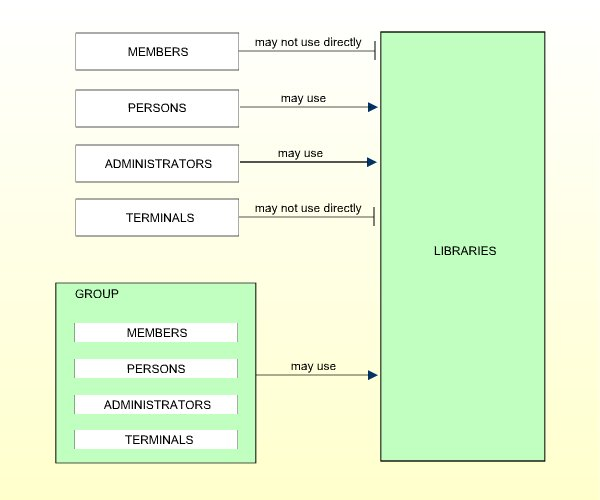 MEMBERS
may not use directly
PERSONS
may use
ADMINISTRATORS
may use
TERMINALS
may not use directly
LIBRARIES
GROUP
MEMBERS
PERSONS
ADMINISTRATORS
TERMINALS
may use